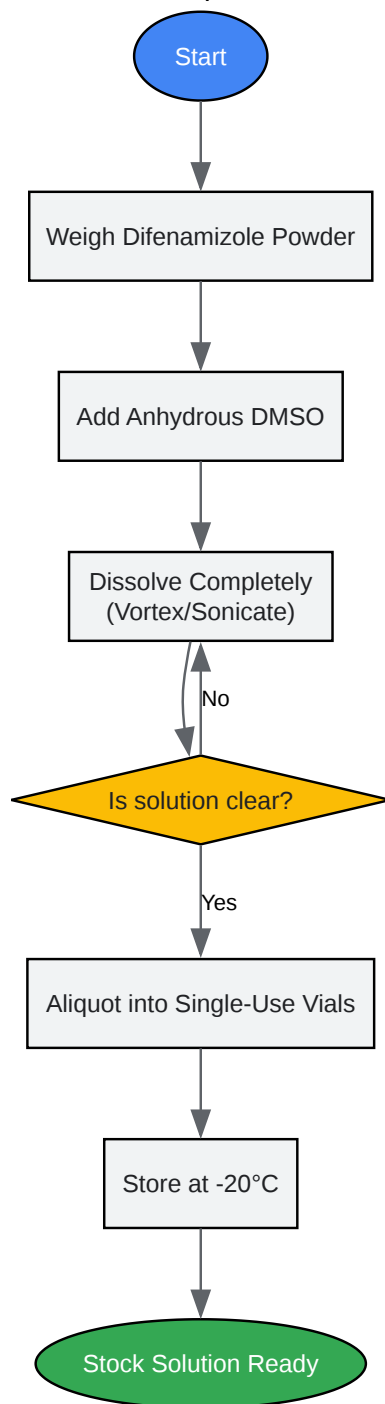 Start
Weigh Difenamizole Powder
Add Anhydrous DMSO
Dissolve Completely
(Vortex/Sonicate)
No
Is solution clear?
Yes
Aliquot into Single-Use Vials
Store at -20°C
Stock Solution Ready